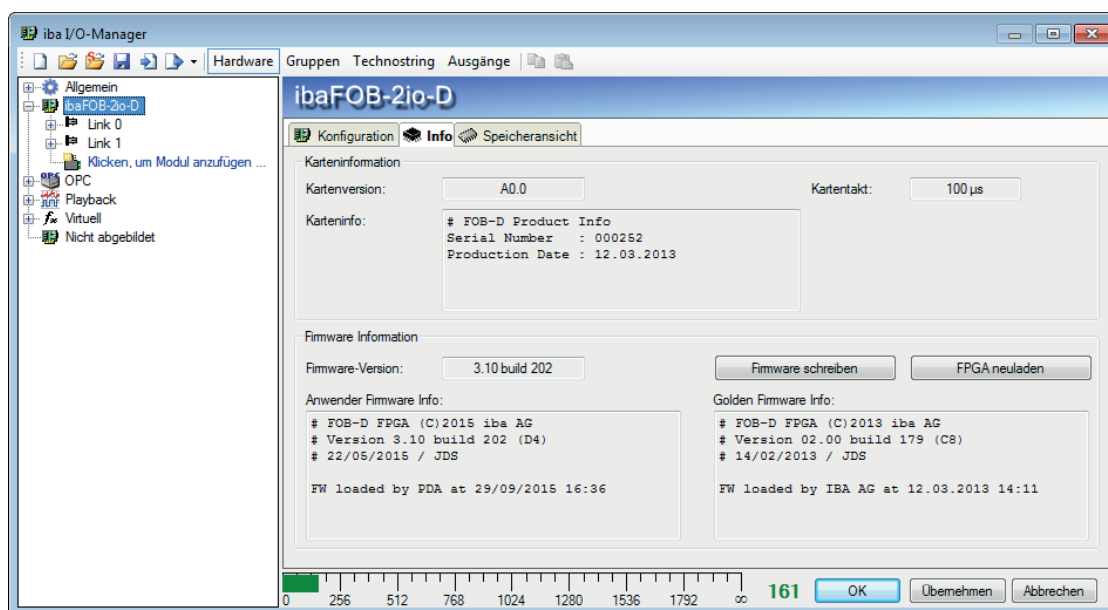 iba I/O-Manager
Hardware Gruppen Technostring Ausgänge
Allgemein
ibaFOB-2io-D
Link 0
Link 1
Klicken, um Modul anzufügen ...
OPC
Playback
Virtuell
Nicht abgebildet
ibaFOB-2io-D
Konfiguration Info Speicheransicht
Karteninformation
Kartenversion: A0.0 Kartentakt: 100 µs
Karteninfo:
# FOB-D Product Info
Serial Number : 000252
Production Date : 12.03.2013
Firmware Information
Firmware-Version: 3.10 build 202 Firmware schreiben FPGA neuladen
Anwender Firmware Info:
# FOB-D FPGA (C)2015 iba AG
# Version 3.10 build 202 (D4)
# 22/05/2015 / JDS
FW loaded by PDA at 29/09/2015 16:36
Golden Firmware Info:
# FOB-D FPGA (C)2013 iba AG
# Version 02.00 build 179 (C8)
# 14/02/2013 / JDS
FW loaded by IBA AG at 12.03.2013 14:11
0 256 512 768 1024 1280 1536 1792 ∞
161 OK Übernehmen Abbrechen